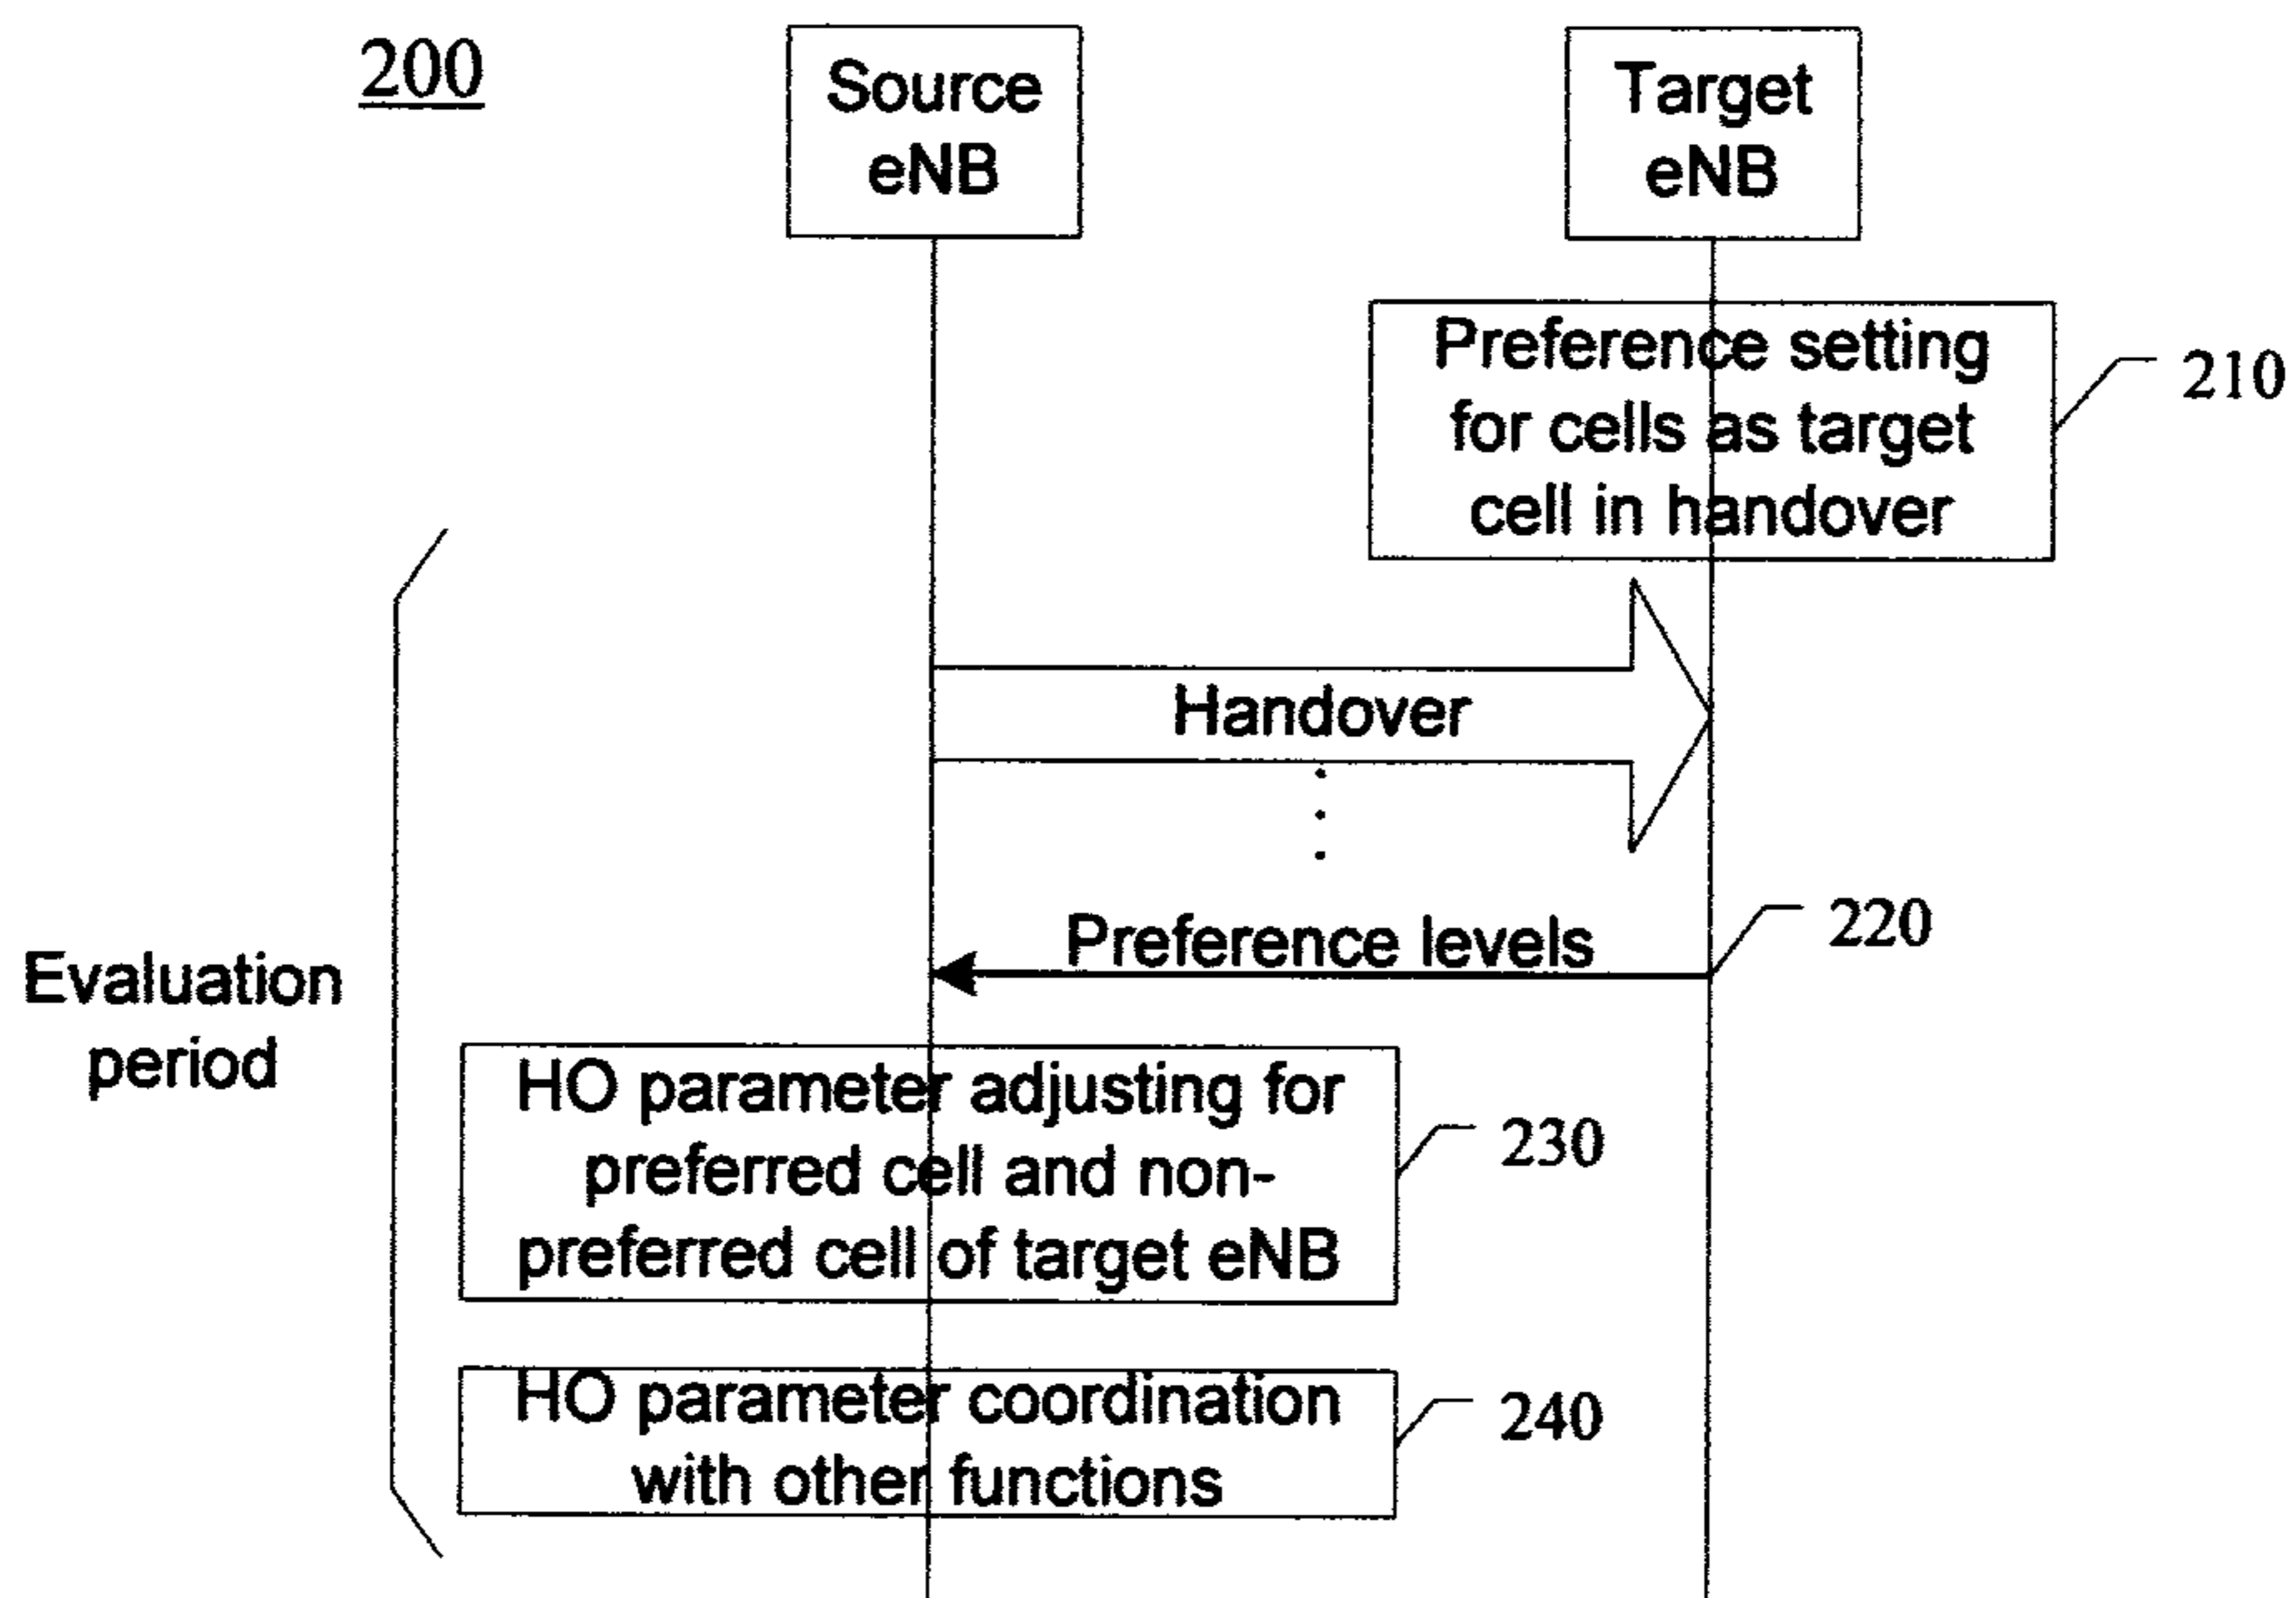 200
Source
eNB
Target
eNB
Preference setting
for cells as target
cell in handover
210
Handover
Preference levels
220
Evaluation
period
HO parameter adjusting for
preferred cell and non-
preferred cell of target eNB
230
HO parameter coordination
with other functions
240